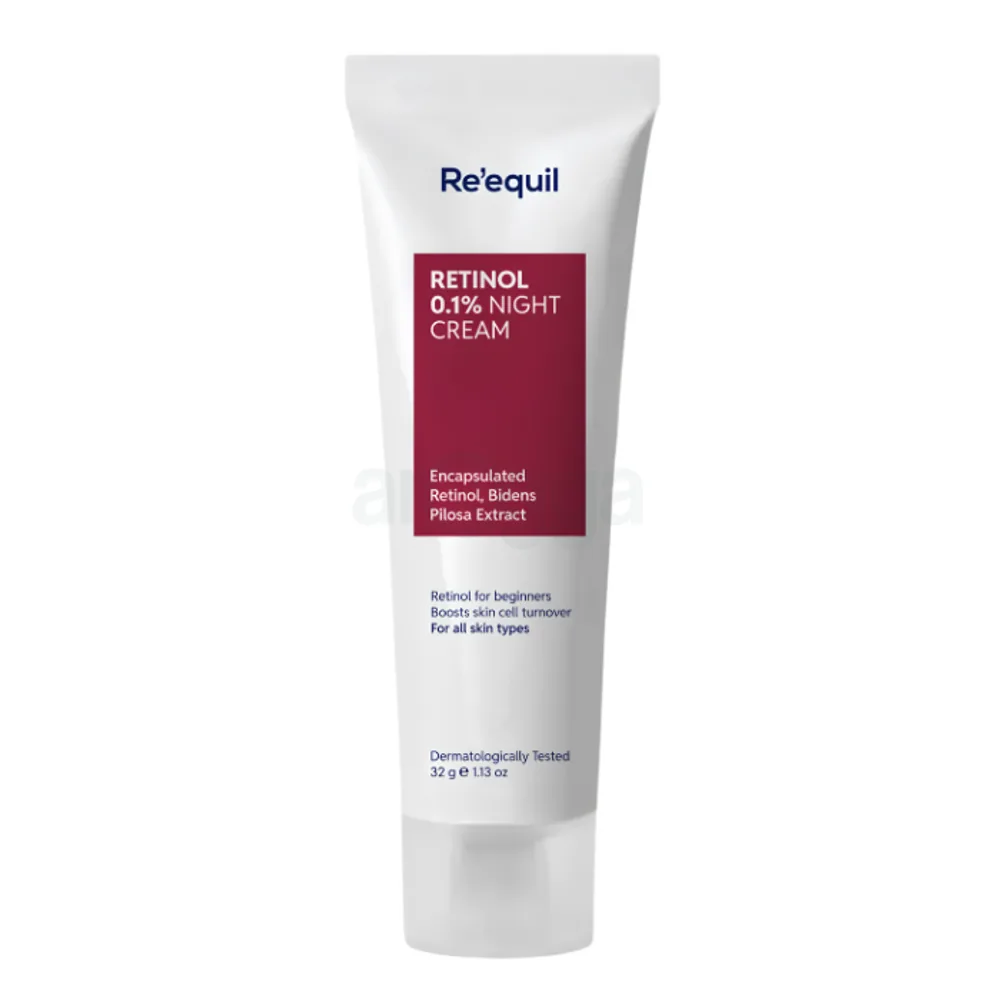 Re'equil
RETINOL
0.1% NIGHT
CREAM
Encapsulated
Retinol, Bidens
Pilosa Extract
Retinol for beginners
Boosts skin cell turnover
For all skin types
Dermatologically Tested
32 g ℮ 1.13 oz